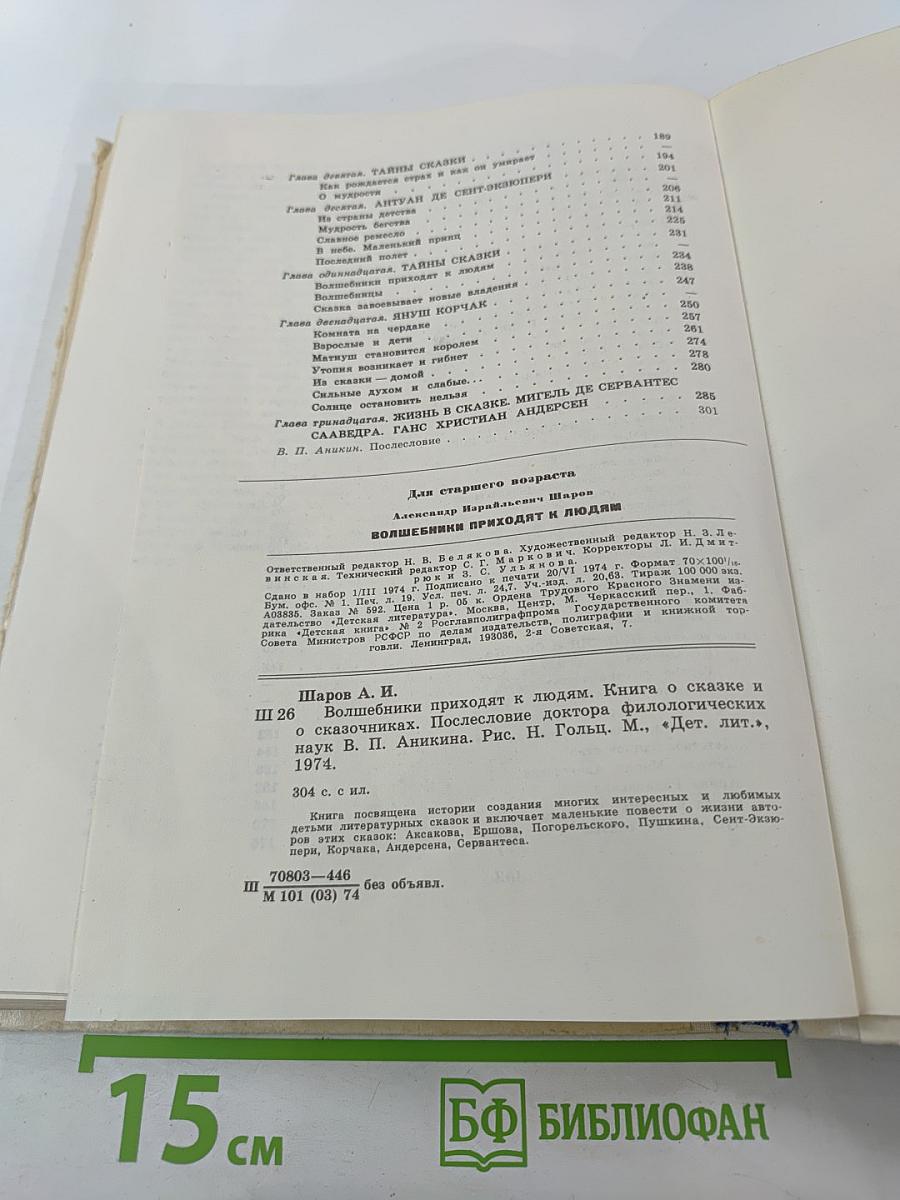 189
Глава девятая. ТАЙНЫ СКАЗКИ . . . . . . . . —
Как рождается страх и как он умирает . . . . 194
О мудрости . . . . . . . . 201
Глава десятая. АНТУАН ДЕ СЕНТ-ЭКЗЮПЕРИ . . . . —
Из страны детства . . . . . . . . 206
Мудрость бегства . . . . . . . . 211
Славное ремесло . . . . . . . . 214
В небе. Маленький принц . . . . . . . . 225
Последний полет . . . . . . . . 231
Глава одиннадцатая. ТАЙНЫ СКАЗКИ . . . . . . . . —
Волшебники приходят к людям . . . . . . . . 234
Волшебницы . . . . . . . . 238
Сказка завоевывает новые владения . . . . . . . . 247
Глава двенадцатая. ЯНУШ КОРЧАК . . . . . . . . —
Комната на чердаке . . . . . . . . 250
Взрослые и дети . . . . . . . . 257
Матиуш становится королем . . . . . . . . 261
Утопия возникает и гибнет . . . . . . . . 274
Из сказки — домой . . . . . . . . 278
Сильные духом и слабые. . . . . . . . . 280
Солнце остановить нельзя . . . . . . . .
Глава тринадцатая. ЖИЗНЬ В СКАЗКЕ. МИГЕЛЬ ДЕ СЕРВАНТЕС
СААВЕДРА. ГАНС ХРИСТИАН АНДЕРСЕН . . . . . 285
В. П. Аникин. Послесловие . . . . . . . . 301
Для старшего возраста
Александр Израйльевич Шаров
ВОЛШЕБНИКИ ПРИХОДЯТ К ЛЮДЯМ
Ответственный редактор Н. В. Белякова. Художественный редактор Н. З. Ле-
винская. Технический редактор С. Г. Маркович. Корректоры Л. И. Дмит-
рюк и З. С. Ульянова.
Сдано в набор 1/III 1974 г. Подписано к печати 20/VI 1974 г. Формат 70×100¹/₁₆.
Бум. офс. № 1. Печ. л. 19. Усл. печ. л. 24,7. Уч.-изд. л. 20,63. Тираж 100 000 экз.
А03835. Заказ № 592. Цена 1 р. 05 к. Ордена Трудового Красного Знамени из-
дательство «Детская литература». Москва, Центр, М. Черкасский пер., 1. Фаб-
рика «Детская книга» № 2 Росглавполиграфпрома Государственного комитета
Совета Министров РСФСР по делам издательств, полиграфии и книжной тор-
говли. Ленинград, 193036, 2-я Советская, 7.
Шаров А. И.
Ш 26 Волшебники приходят к людям. Книга о сказке и
о сказочниках. Послесловие доктора филологических
наук В. П. Аникина. Рис. Н. Гольц. М., «Дет. лит.»,
1974.
304 с. с ил.
Книга посвящена истории создания многих интересных и любимых
детьми литературных сказок и включает маленькие повести о жизни авто-
ров этих сказок: Аксакова, Ершова, Погорельского, Пушкина, Сент-Экзю-
пери, Корчака, Андерсена, Сервантеса.
Ш 70803—446 без объявл.
М 101 (03) 74
15 см
БФ БИБЛИОФАН